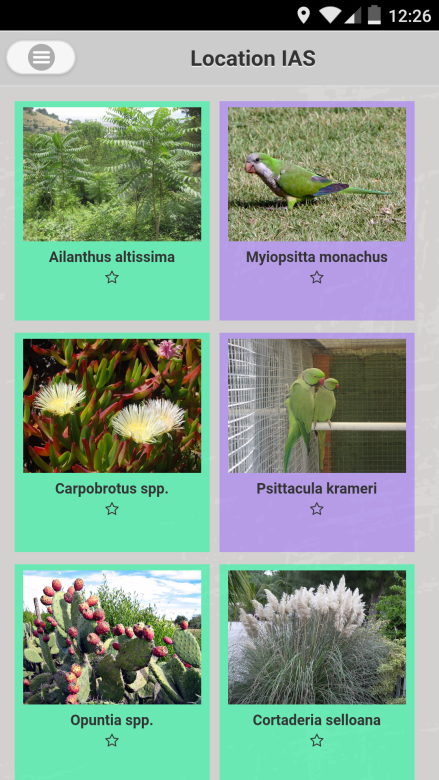 12:26
Location IAS
Ailanthus altissima
Myiopsitta monachus
Carpobrotus spp.
Psittacula krameri
Opuntia spp.
Cortaderia selloana